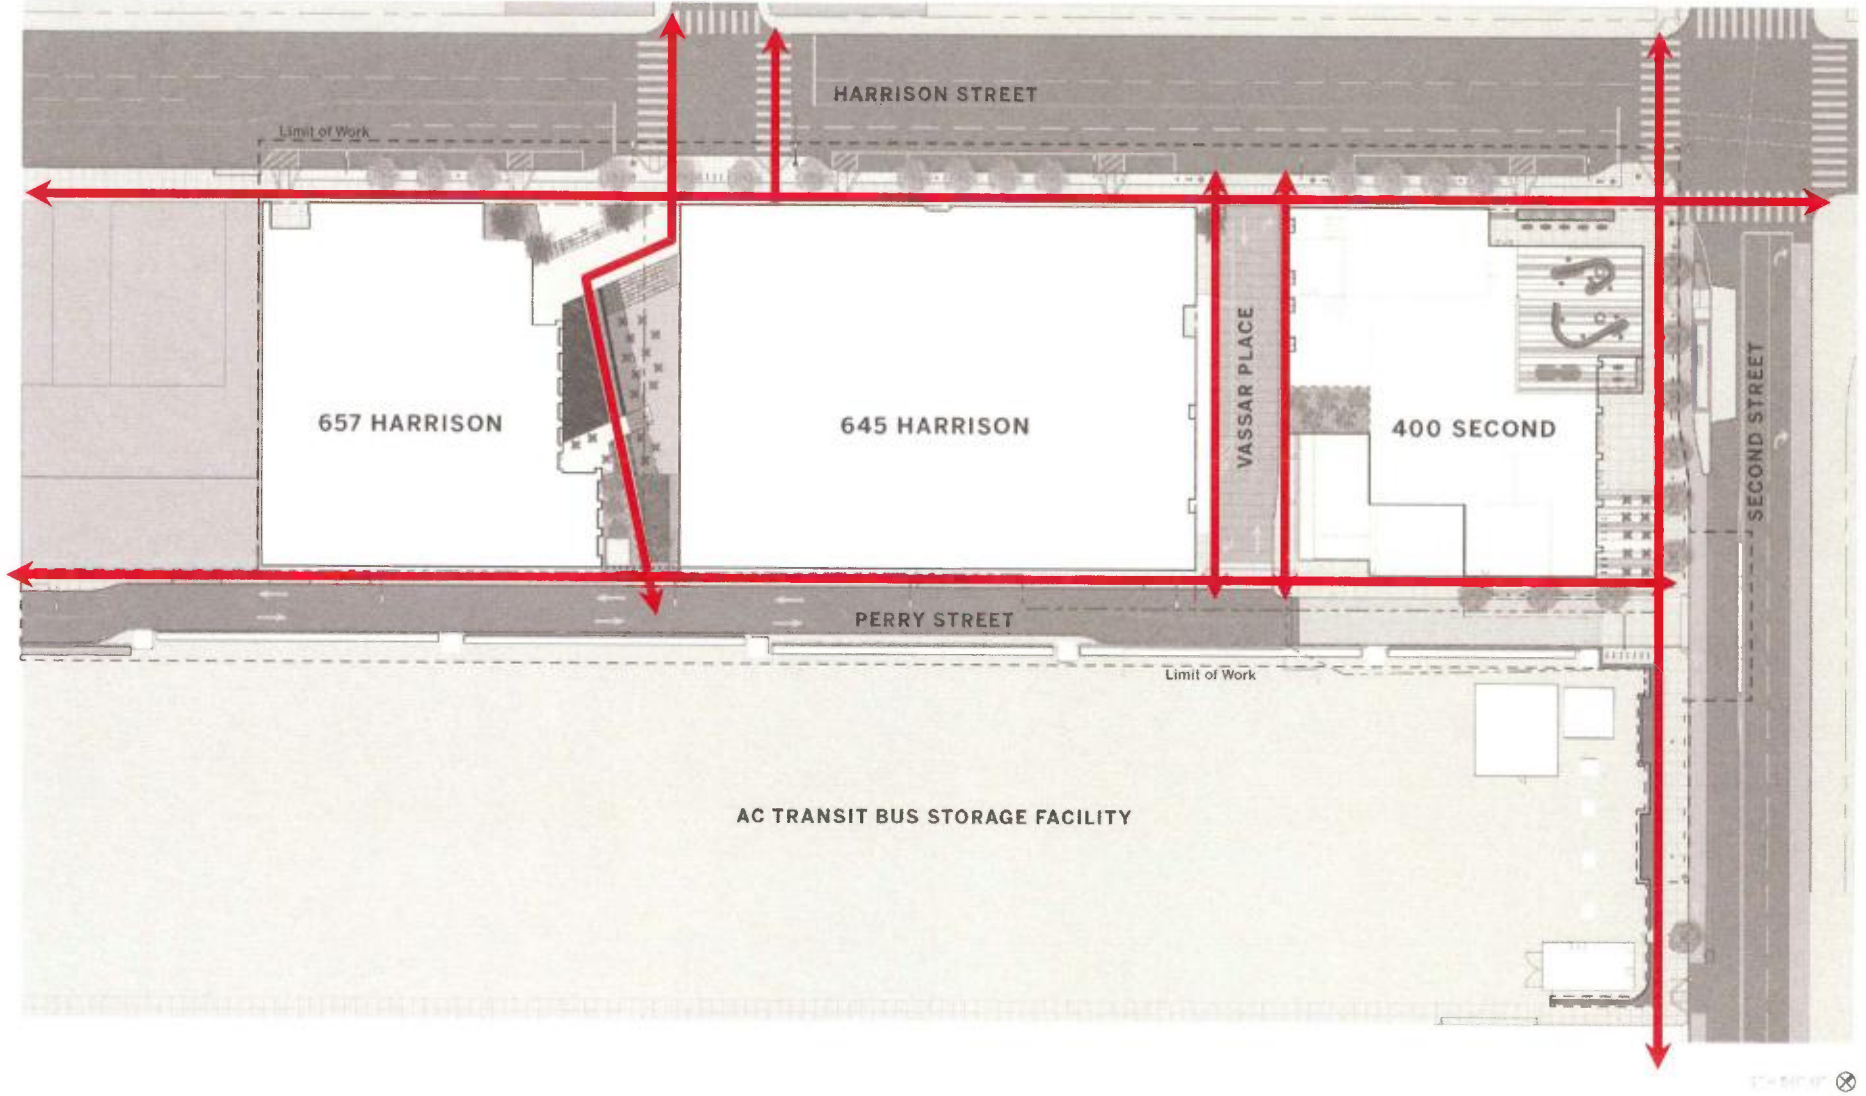 HARRISON STREET
Limit of Work
657 HARRISON
645 HARRISON
VASSAR PLACE
400 SECOND
SECOND STREET
PERRY STREET
Limit of Work
AC TRANSIT BUS STORAGE FACILITY